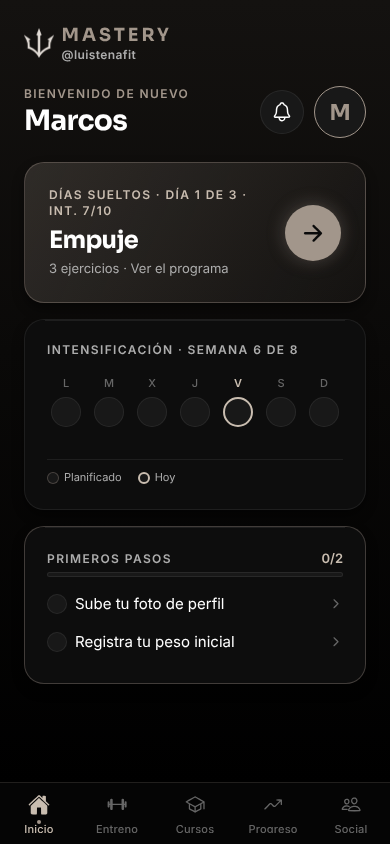 MASTERY
@luistenafit
BIENVENIDO DE NUEVO
Marcos
M
DÍAS SUELTOS · DÍA 1 DE 3 ·
INT. 7/10
Empuje
3 ejercicios · Ver el programa
INTENSIFICACIÓN · SEMANA 6 DE 8
L M X J V S D
Planificado Hoy
PRIMEROS PASOS 0/2
Sube tu foto de perfil
Registra tu peso inicial
Inicio Entreno Cursos Progreso Social